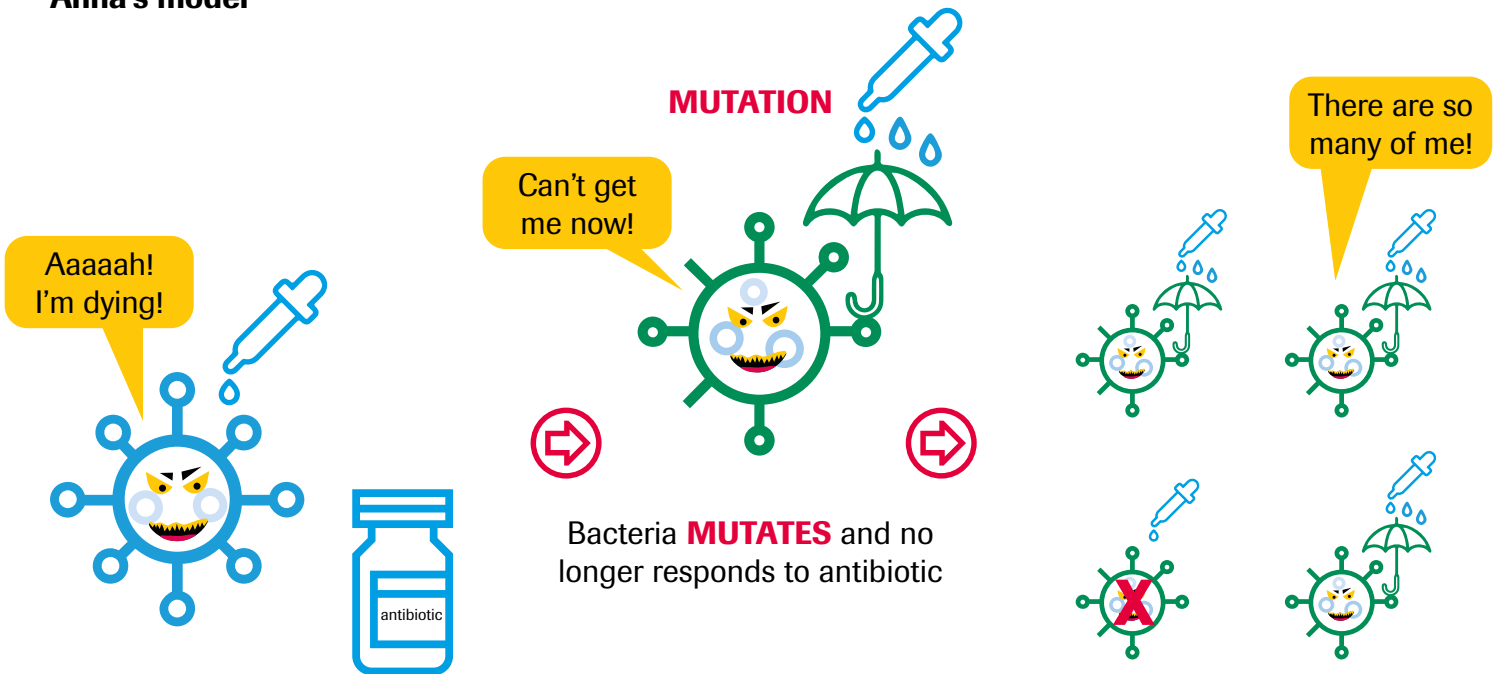 Anna's model
Aaaaah!
I'm dying!
antibiotic
MUTATION
Can't get
me now!
Bacteria MUTATES and no
longer responds to antibiotic
There are so
many of me!
X